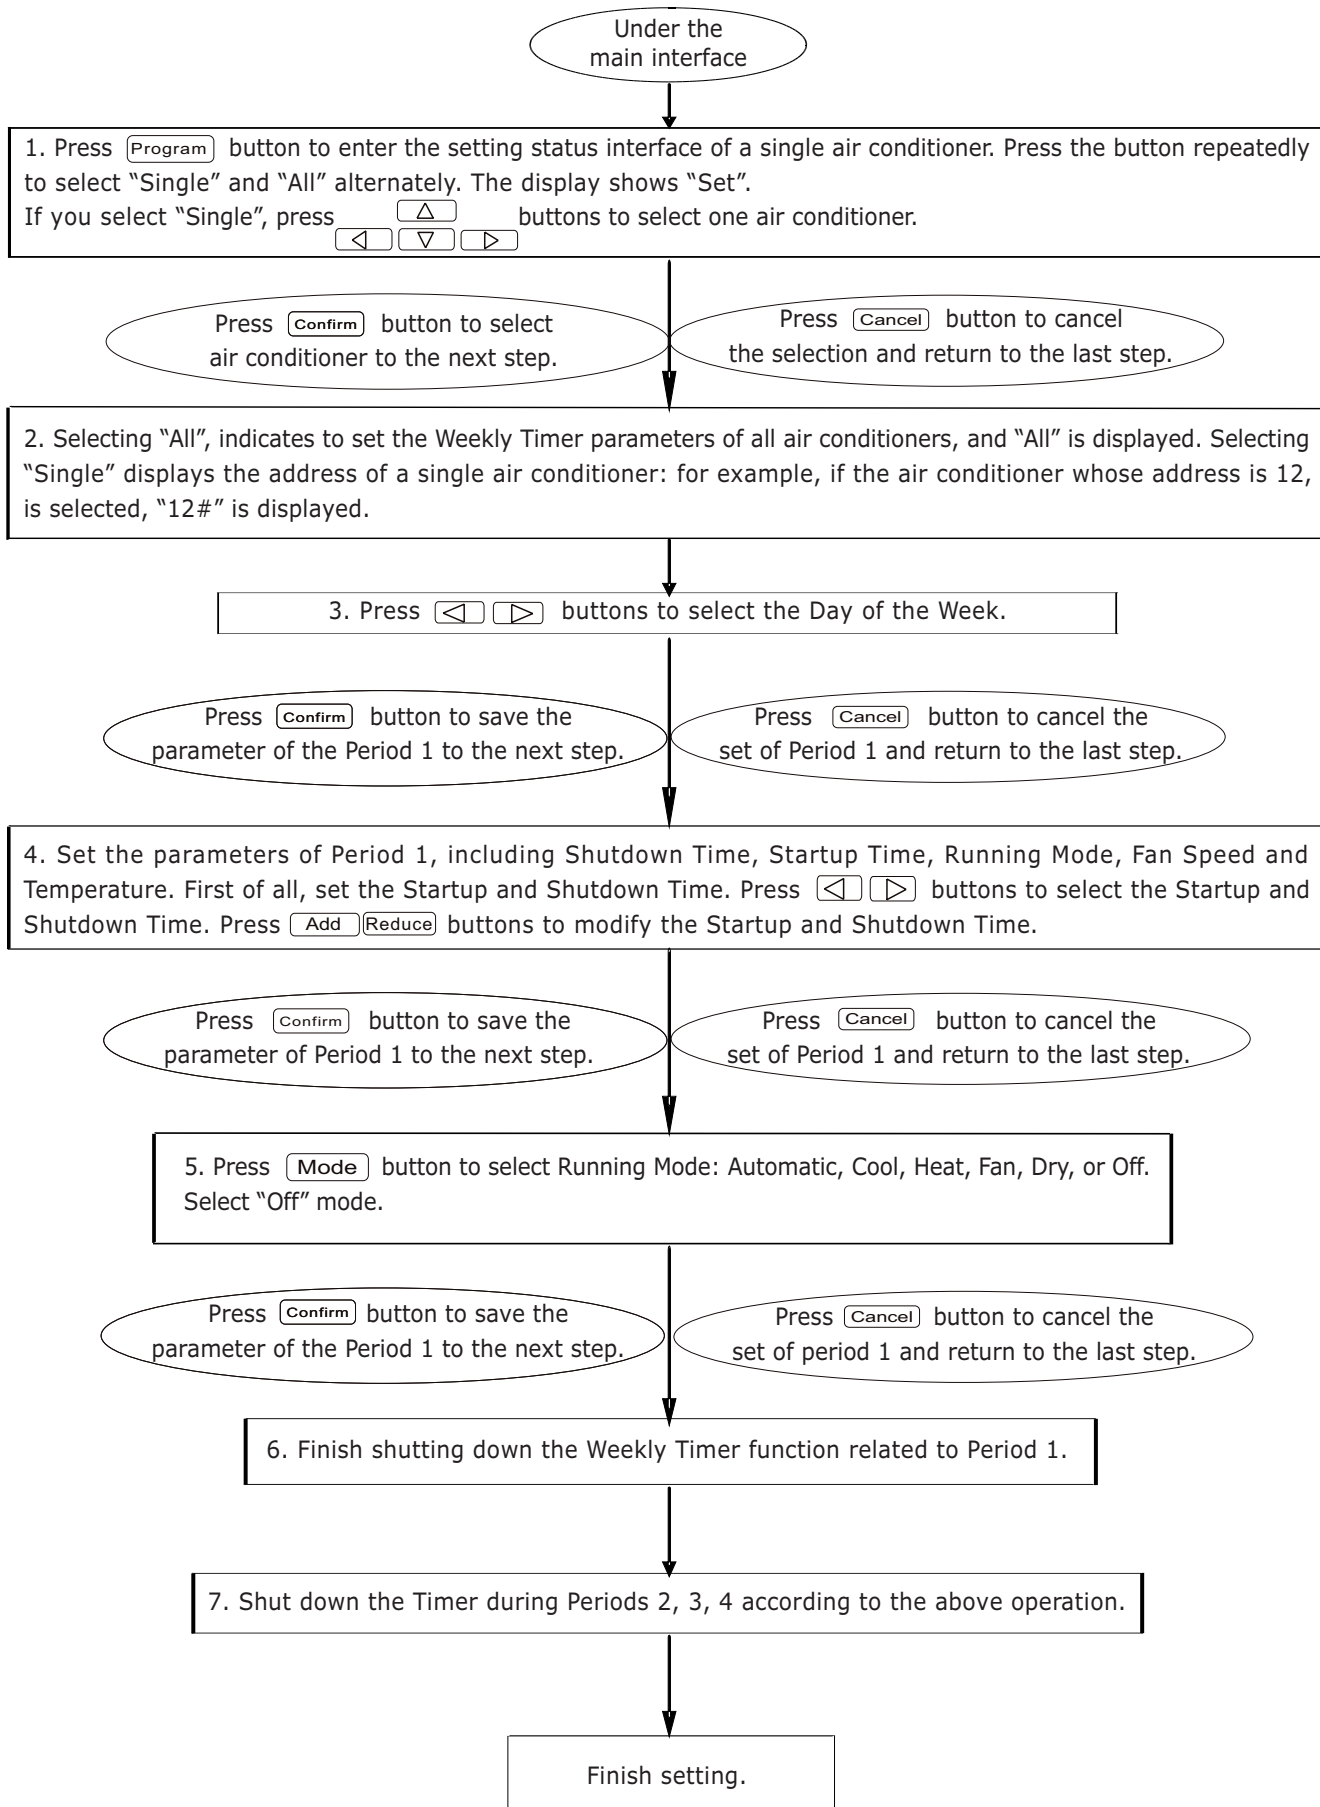 Under the
main interface
1. Press Program button to enter the setting status interface of a single air conditioner. Press the button repeatedly
to select “Single” and “All” alternately. The display shows “Set”.
If you select “Single”, press △ ◁ ▽ ▷ buttons to select one air conditioner.
Press Confirm button to select
air conditioner to the next step.
Press Cancel button to cancel
the selection and return to the last step.
2. Selecting “All”, indicates to set the Weekly Timer parameters of all air conditioners, and “All” is displayed. Selecting
“Single” displays the address of a single air conditioner: for example, if the air conditioner whose address is 12,
is selected, “12#” is displayed.
3. Press ◁ ▷ buttons to select the Day of the Week.
Press Confirm button to save the
parameter of the Period 1 to the next step.
Press Cancel button to cancel the
set of Period 1 and return to the last step.
4. Set the parameters of Period 1, including Shutdown Time, Startup Time, Running Mode, Fan Speed and
Temperature. First of all, set the Startup and Shutdown Time. Press ◁ ▷ buttons to select the Startup and
Shutdown Time. Press Add Reduce buttons to modify the Startup and Shutdown Time.
Press Confirm button to save the
parameter of Period 1 to the next step.
Press Cancel button to cancel the
set of Period 1 and return to the last step.
5. Press Mode button to select Running Mode: Automatic, Cool, Heat, Fan, Dry, or Off.
Select “Off” mode.
Press Confirm button to save the
parameter of the Period 1 to the next step.
Press Cancel button to cancel the
set of period 1 and return to the last step.
6. Finish shutting down the Weekly Timer function related to Period 1.
7. Shut down the Timer during Periods 2, 3, 4 according to the above operation.
Finish setting.